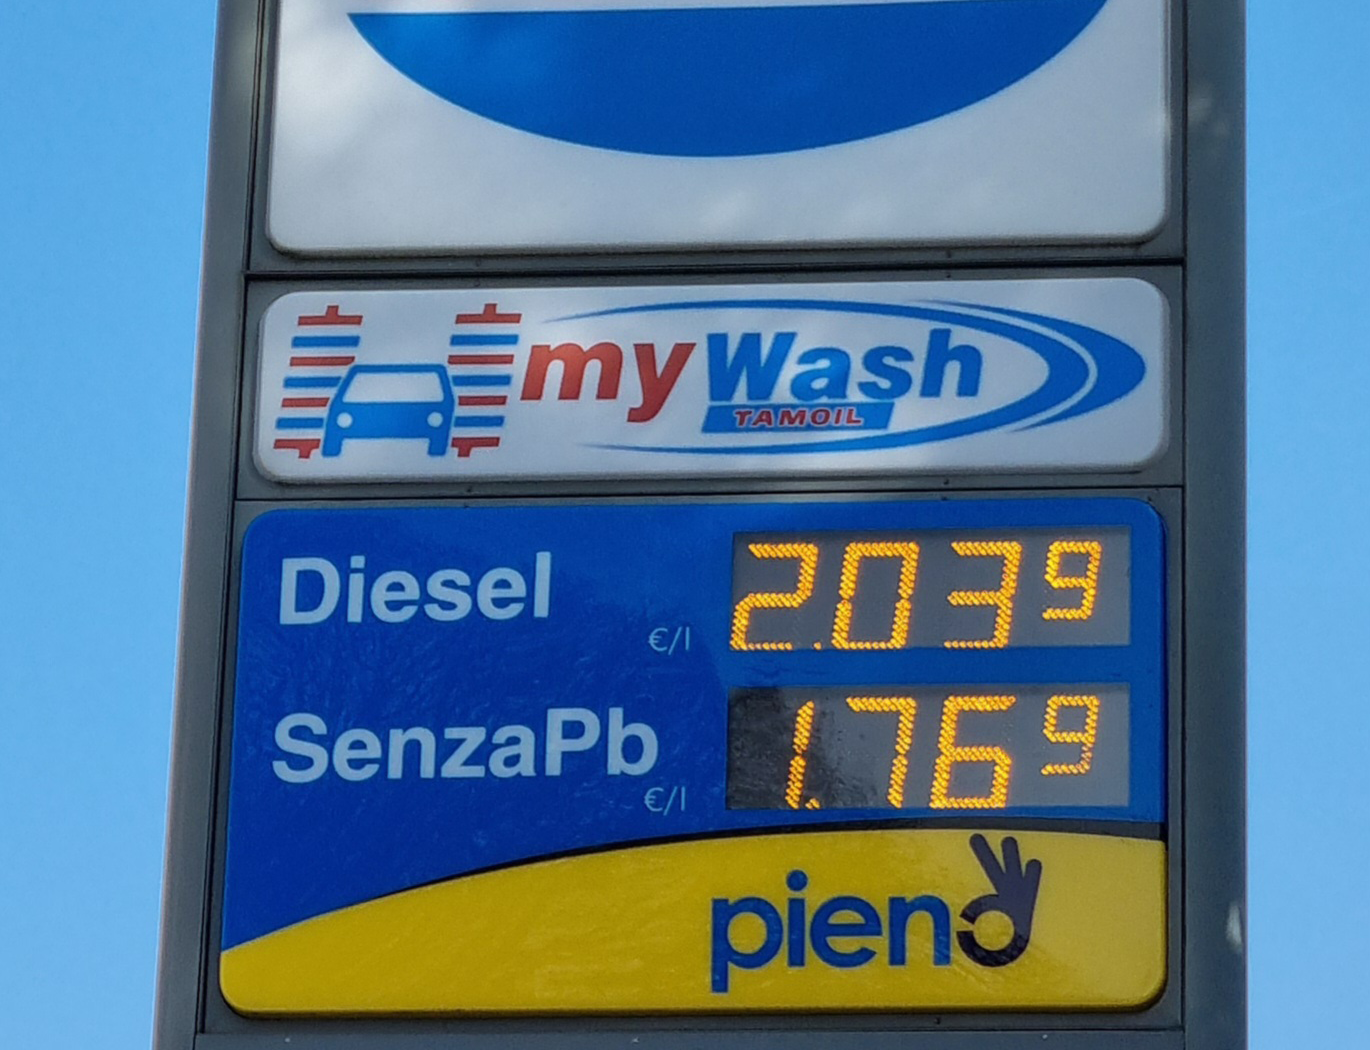 myWash
TAMOIL
Diesel €/l 2.039
SenzaPb €/l 1.769
pieno